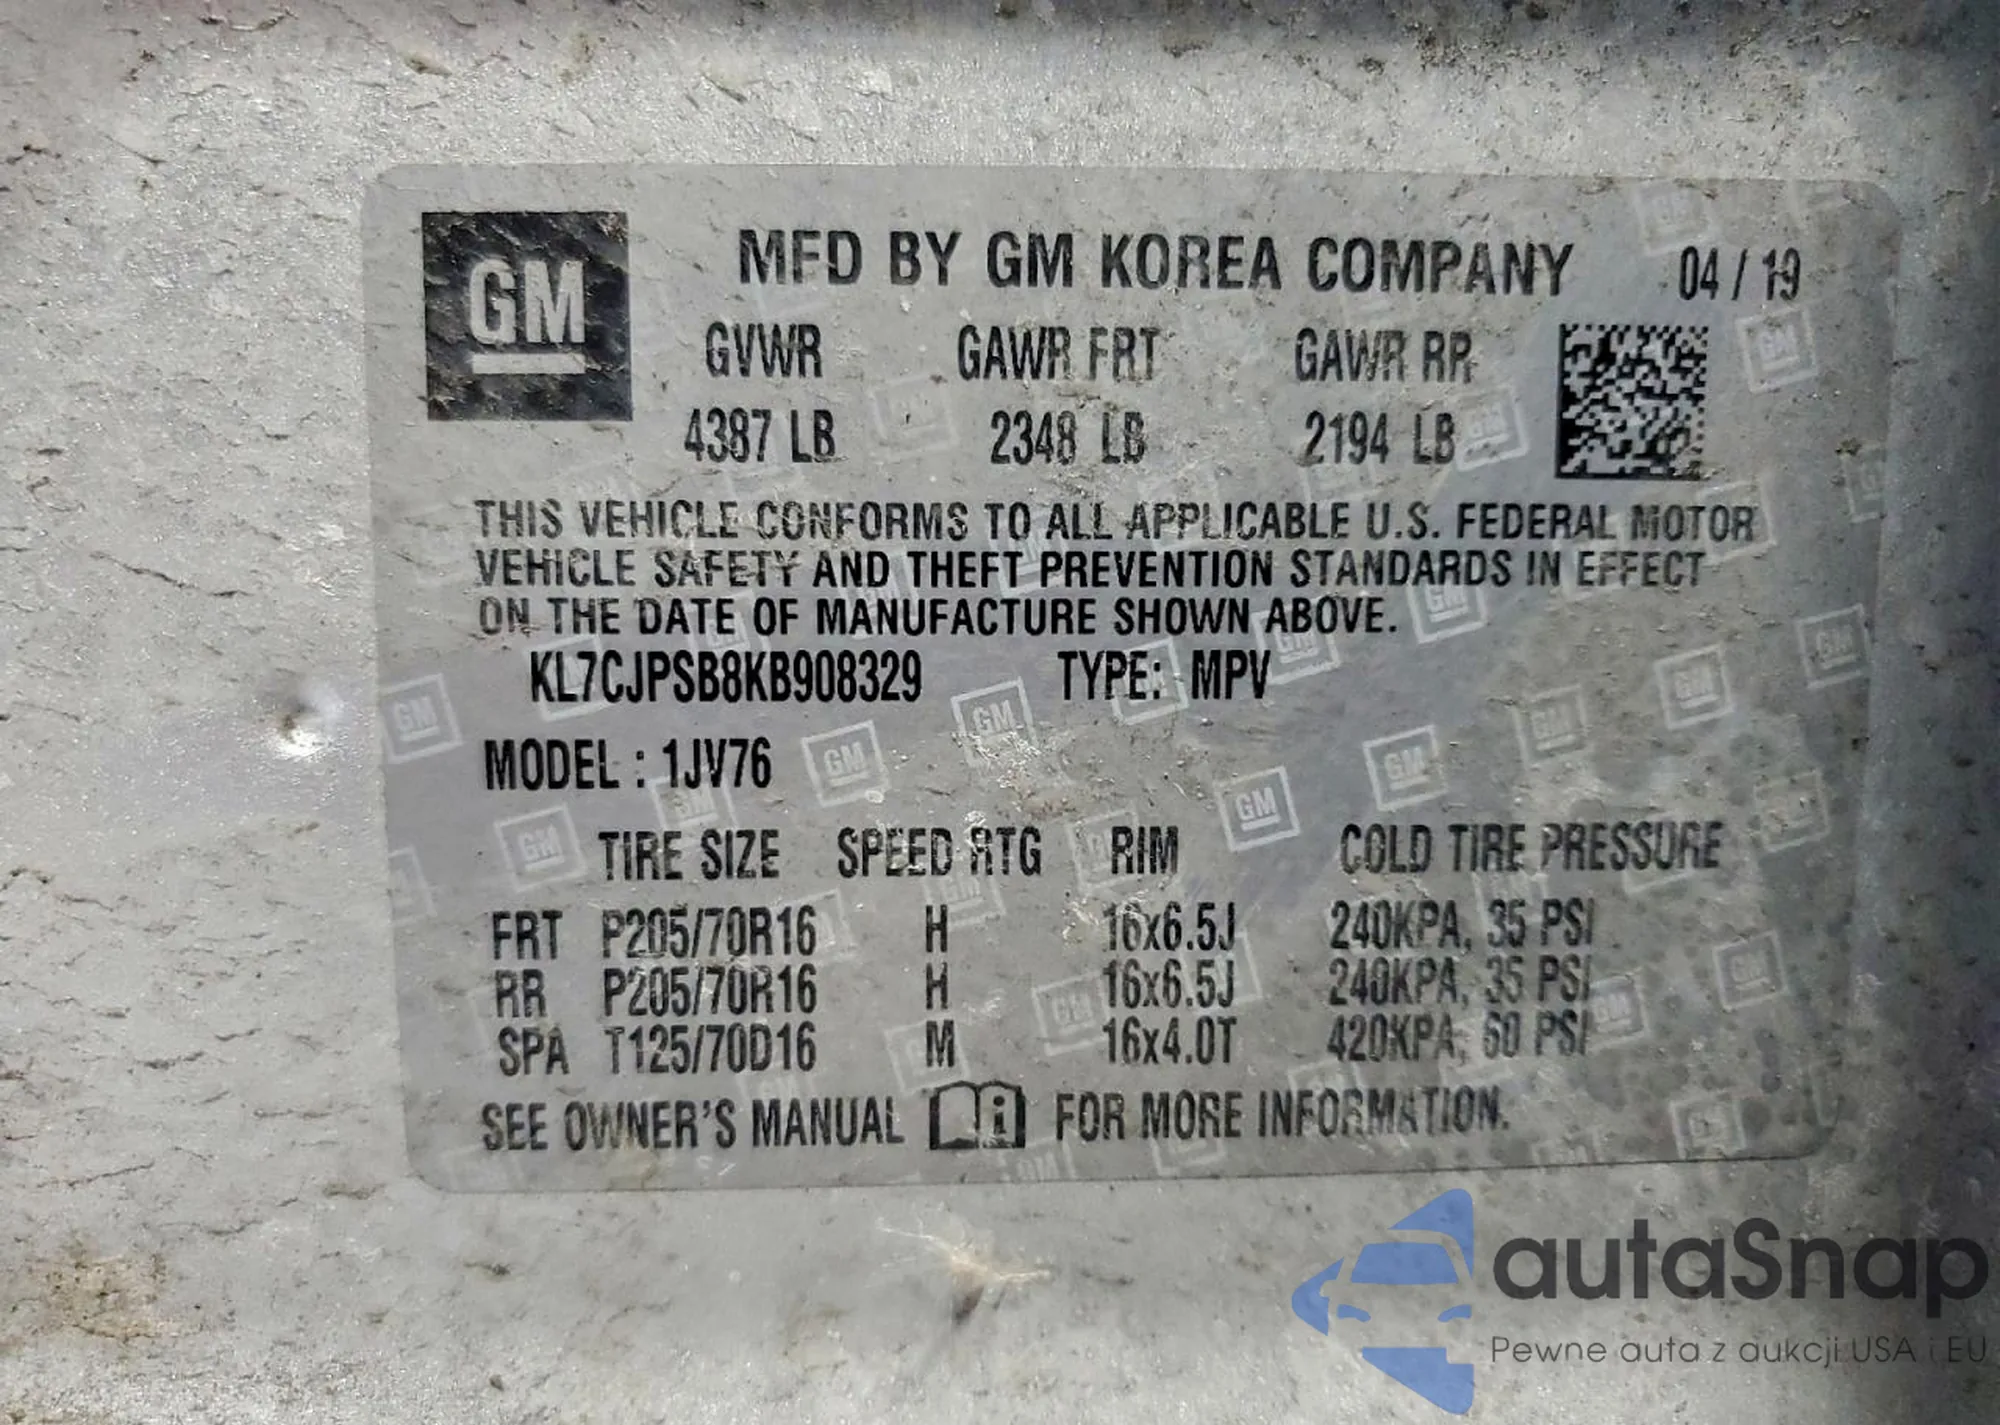 GM
MFD BY GM KOREA COMPANY 04 / 19
GVWR GAWR FRT GAWR RR
4387 LB 2348 LB 2194 LB
THIS VEHICLE CONFORMS TO ALL APPLICABLE U.S. FEDERAL MOTOR
VEHICLE SAFETY AND THEFT PREVENTION STANDARDS IN EFFECT
ON THE DATE OF MANUFACTURE SHOWN ABOVE.
KL7CJPSB8KB908329 TYPE: MPV
MODEL : 1JV76
TIRE SIZE SPEED RTG RIM COLD TIRE PRESSURE
FRT P205/70R16 H 16x6.5J 240KPA, 35 PSI
RR P205/70R16 H 16x6.5J 240KPA, 35 PSI
SPA T125/70D16 M 16x4.0T 420KPA, 60 PSI
SEE OWNER'S MANUAL i FOR MORE INFORMATION.
autaSnap
Pewne auta z aukcji USA i EU